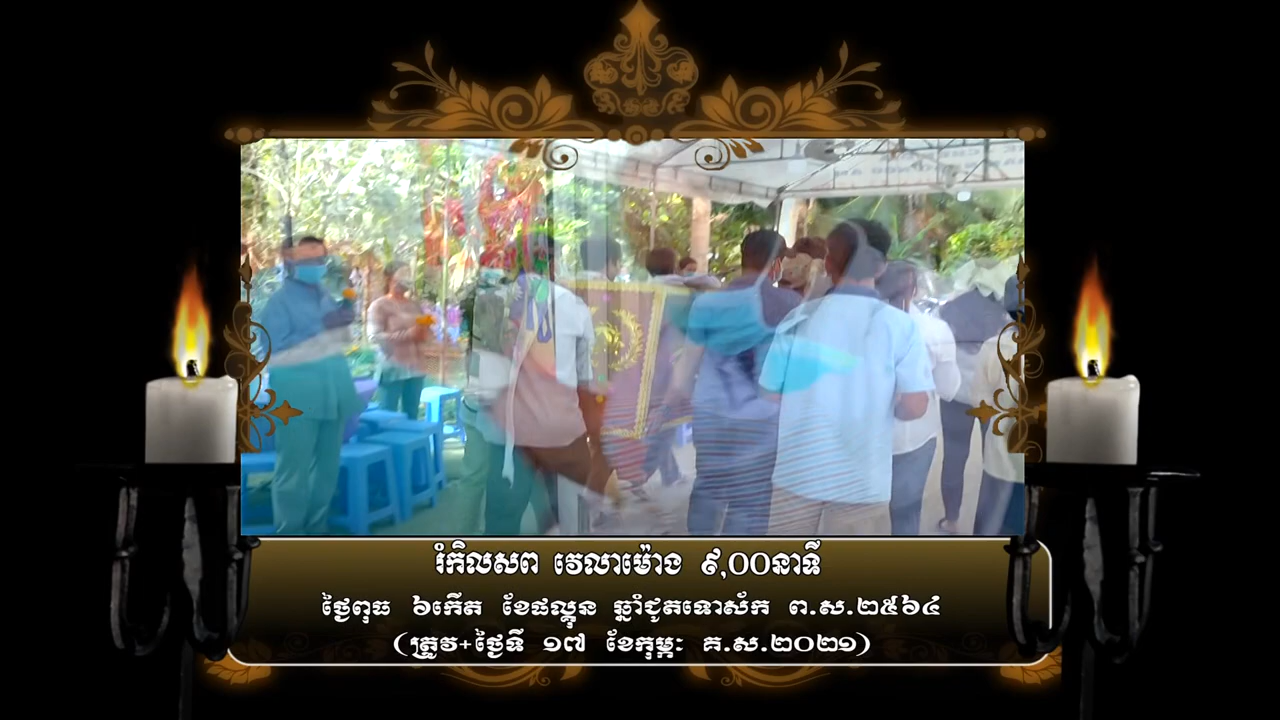 រំកិលសព វេលាម៉ោង ៩,00នាទី
ថ្ងៃពុធ ៦កើត ខែផល្គុន ឆ្នាំជូតទោស័ក ព.ស.២៥៦៤
(ត្រូវ+ថ្ងៃទី ១៧ ខែកុម្ភៈ គ.ស.២០២១)